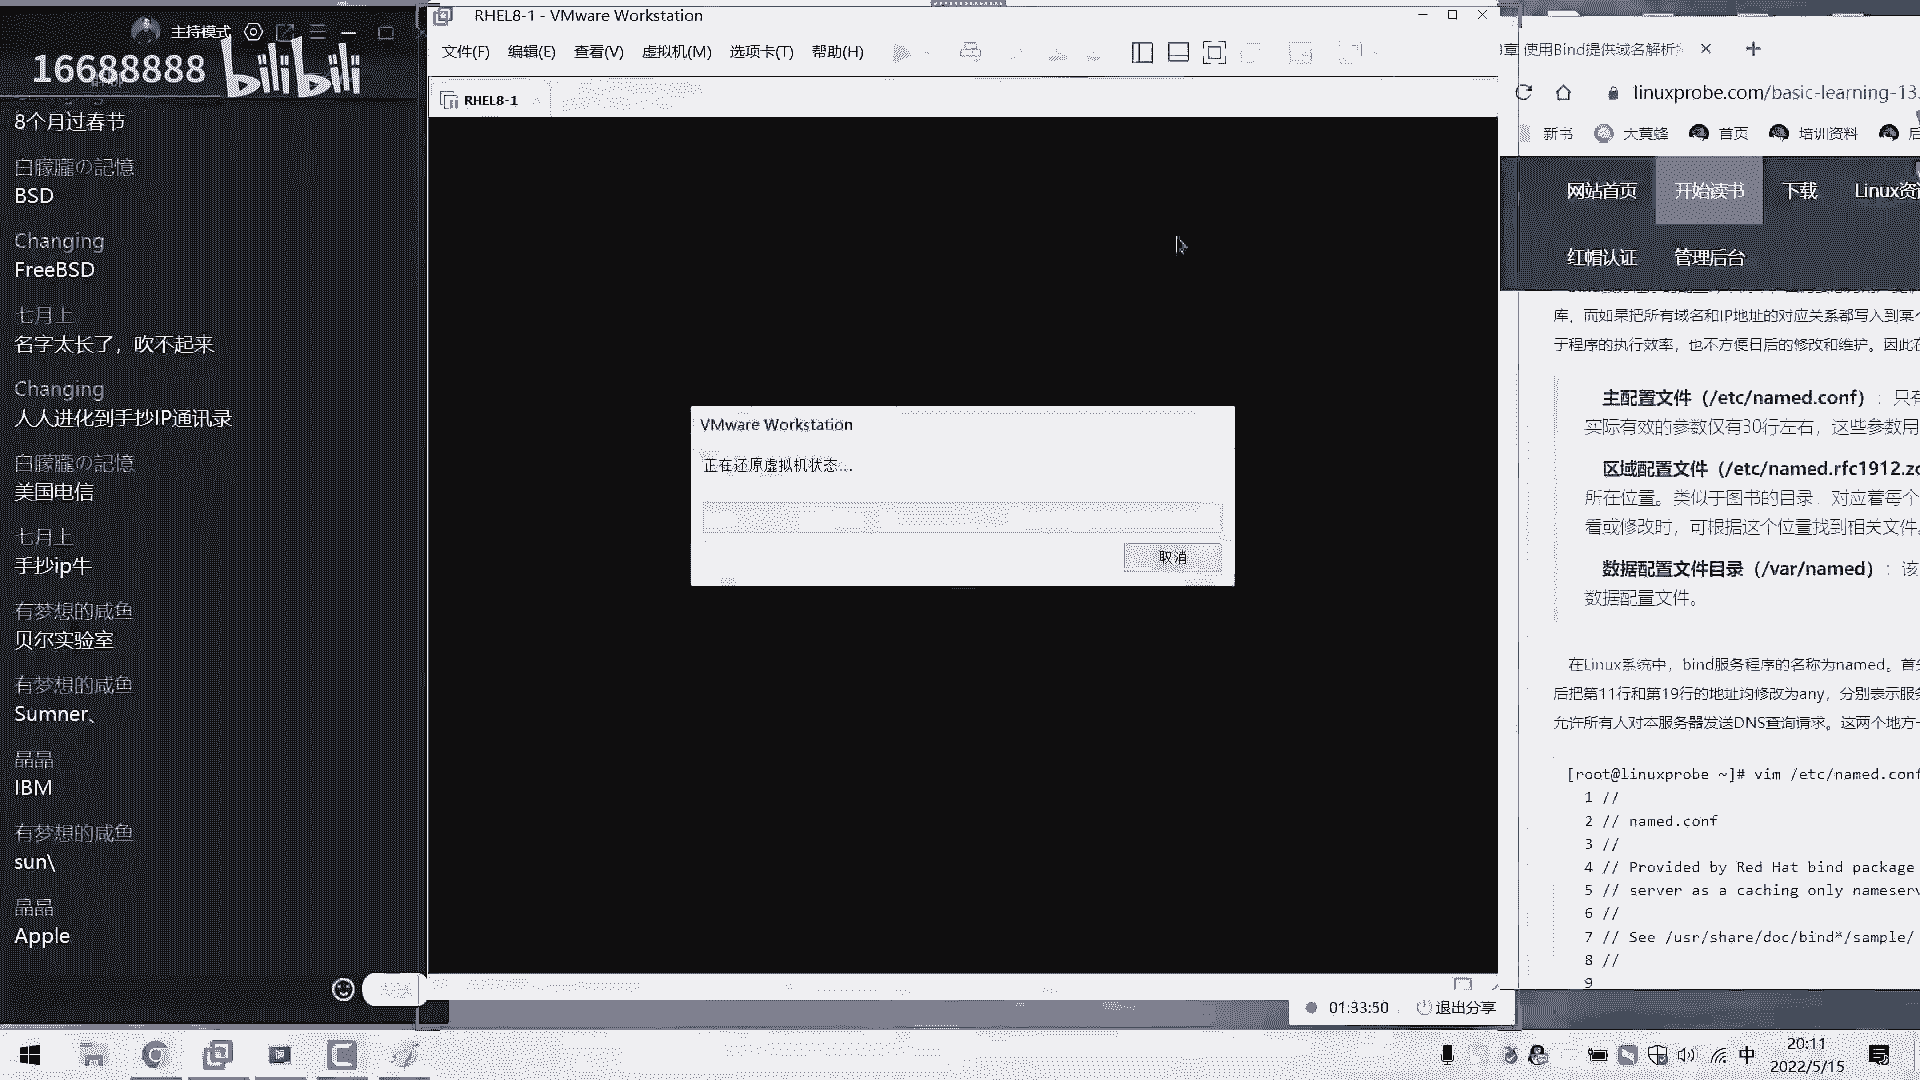 主持模式
16688888 bilibili
8个月过春节
白朦朧の記憶
BSD
Changing
FreeBSD
七月上
名字太长了，吹不起来
Changing
人人进化到手抄IP通讯录
白朦朧の記憶
美国电信
七月上
手抄ip牛
有梦想的咸鱼
贝尔实验室
有梦想的咸鱼
Sumner、
晶晶
IBM
有梦想的咸鱼
sun\
晶晶
Apple
RHEL8-1 - VMware Workstation
文件(F) 编辑(E) 查看(V) 虚拟机(M) 选项卡(T) 帮助(H)
RHEL8-1
VMware Workstation
正在还原虚拟机状态...
取消
01:33:50 退出分享
章 使用Bind提供域名解析
linuxprobe.com/basic-learning-13.
新书 大黄蜂 首页 培训资料 后
网站首页 开始读书 下载 Linux资
红帽认证 管理后台
库，而如果把所有域名和IP地址的对应关系都写入到某个
于程序的执行效率，也不方便日后的修改和维护。因此在
主配置文件（/etc/named.conf）：只有
实际有效的参数仅有30行左右，这些参数用
区域配置文件（/etc/named.rfc1912.zo
所在位置。类似于图书的目录，对应着每个
看或修改时，可根据这个位置找到相关文件。
数据配置文件目录（/var/named）：该
数据配置文件。
在Linux系统中，bind服务程序的名称为named。首先
后把第11行和第19行的地址均修改为any，分别表示服务
允许所有人对本服务器发送DNS查询请求。这两个地方一
[root@linuxprobe ~]# vim /etc/named.conf
1 //
2 // named.conf
3 //
4 // Provided by Red Hat bind package
5 // server as a caching only nameserv
6 //
7 // See /usr/share/doc/bind*/sample/
8 //
9
中
20:11
2022/5/15